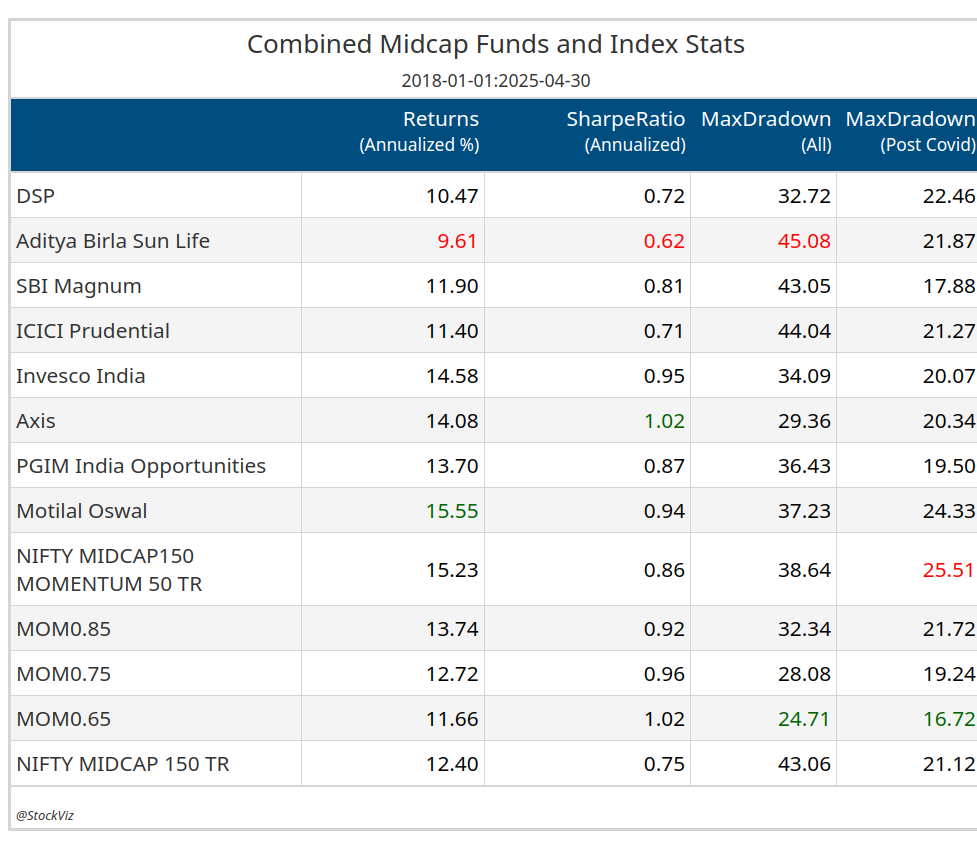 Combined Midcap Funds and Index Stats
2018-01-01:2025-04-30
Returns SharpeRatio MaxDradown MaxDradown
(Annualized %) (Annualized) (All) (Post Covid)
DSP 10.47 0.72 32.72 22.46
Aditya Birla Sun Life 9.61 0.62 45.08 21.87
SBI Magnum 11.90 0.81 43.05 17.88
ICICI Prudential 11.40 0.71 44.04 21.27
Invesco India 14.58 0.95 34.09 20.07
Axis 14.08 1.02 29.36 20.34
PGIM India Opportunities 13.70 0.87 36.43 19.50
Motilal Oswal 15.55 0.94 37.23 24.33
NIFTY MIDCAP150
MOMENTUM 50 TR 15.23 0.86 38.64 25.51
MOM0.85 13.74 0.92 32.34 21.72
MOM0.75 12.72 0.96 28.08 19.24
MOM0.65 11.66 1.02 24.71 16.72
NIFTY MIDCAP 150 TR 12.40 0.75 43.06 21.12
@StockViz